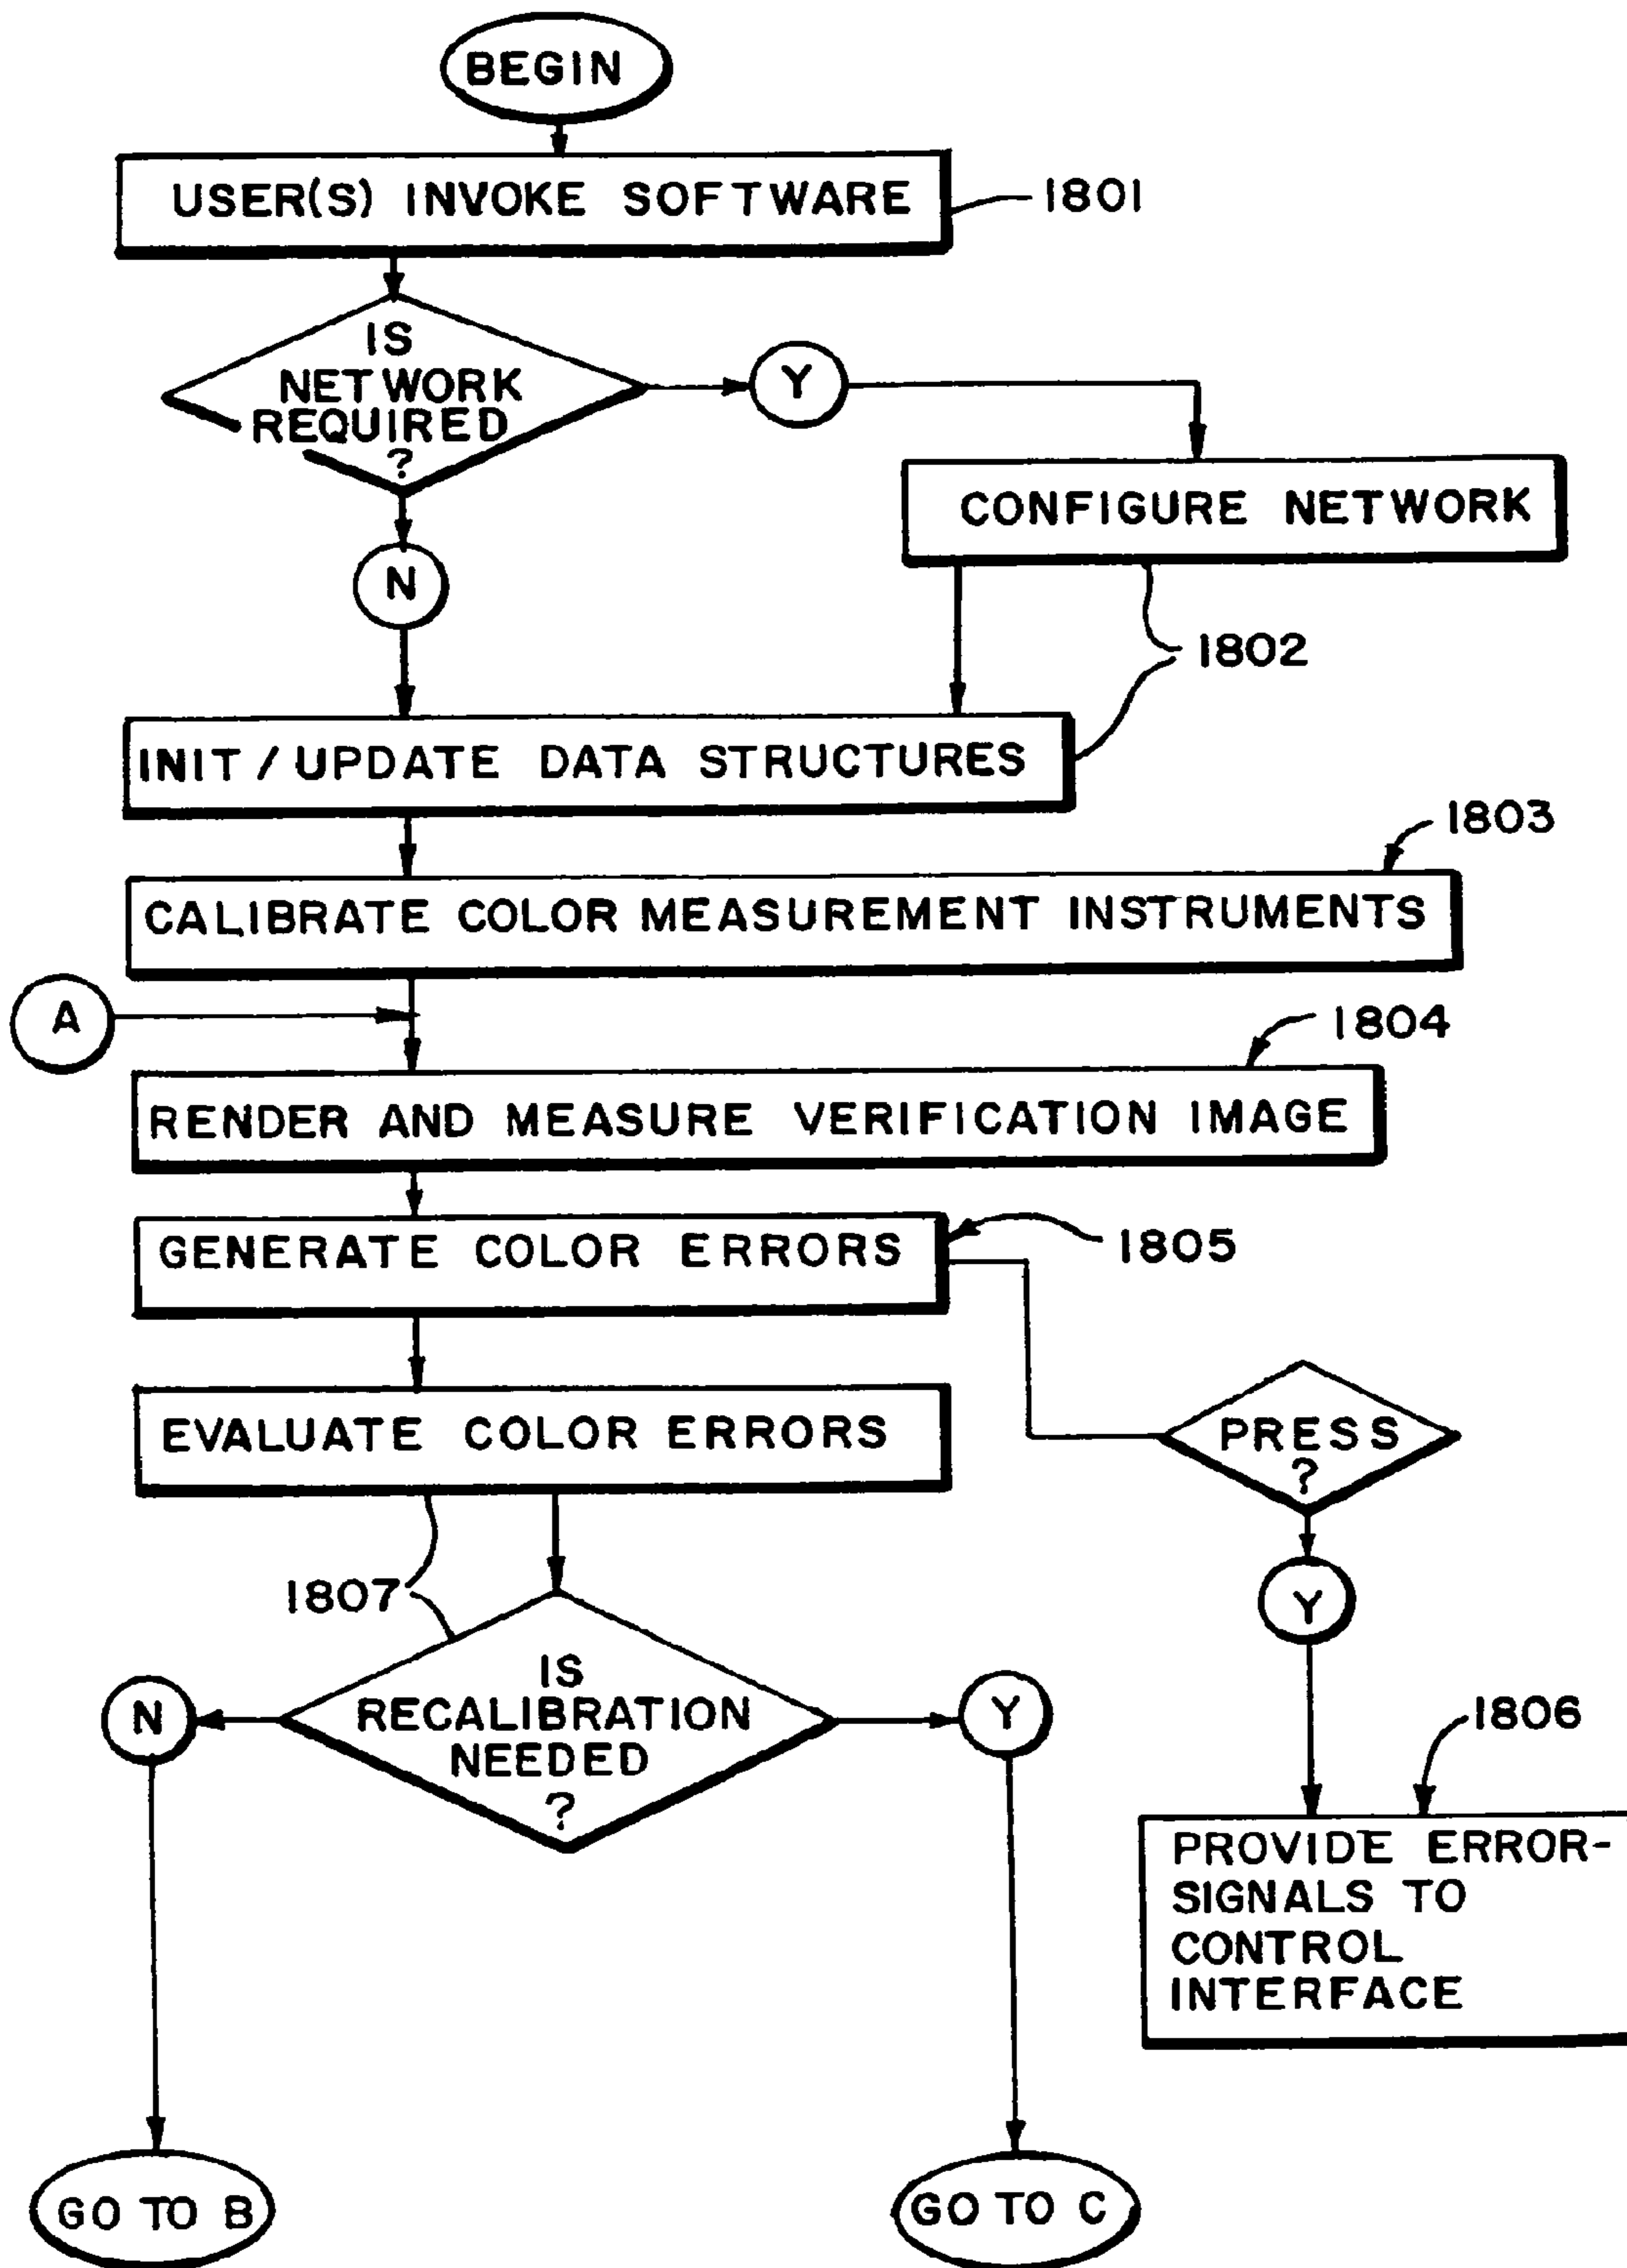 BEGIN
USER(S) INVOKE SOFTWARE
1801
IS
NETWORK
REQUIRED
?
Y
CONFIGURE NETWORK
N
1802
INIT / UPDATE DATA STRUCTURES
1803
CALIBRATE COLOR MEASUREMENT INSTRUMENTS
A
1804
RENDER AND MEASURE VERIFICATION IMAGE
GENERATE COLOR ERRORS
1805
EVALUATE COLOR ERRORS
PRESS
?
Y
1807
IS
RECALIBRATION
NEEDED
?
N
Y
1806
PROVIDE ERROR-
SIGNALS TO
CONTROL
INTERFACE
GO TO B
GO TO C